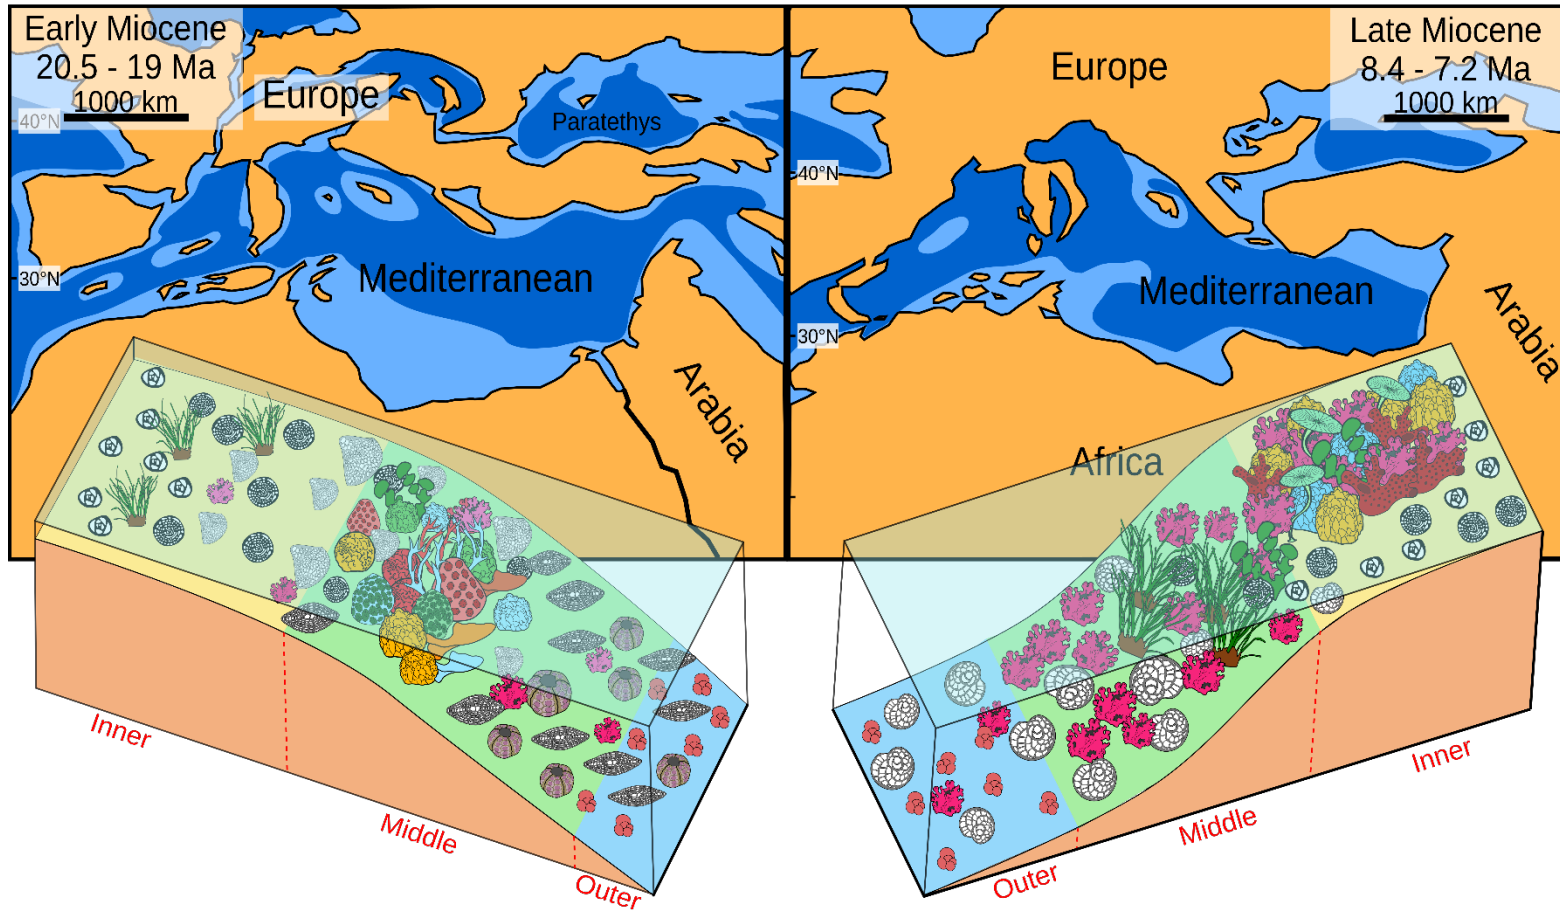 Early Miocene
20.5 - 19 Ma
1000 km
40°N
Europe
Paratethys
30°N
Mediterranean
Arabia
Inner
Middle
Outer
Late Miocene
8.4 - 7.2 Ma
1000 km
Europe
40°N
Mediterranean
30°N
Arabia
Africa
Inner
Middle
Outer